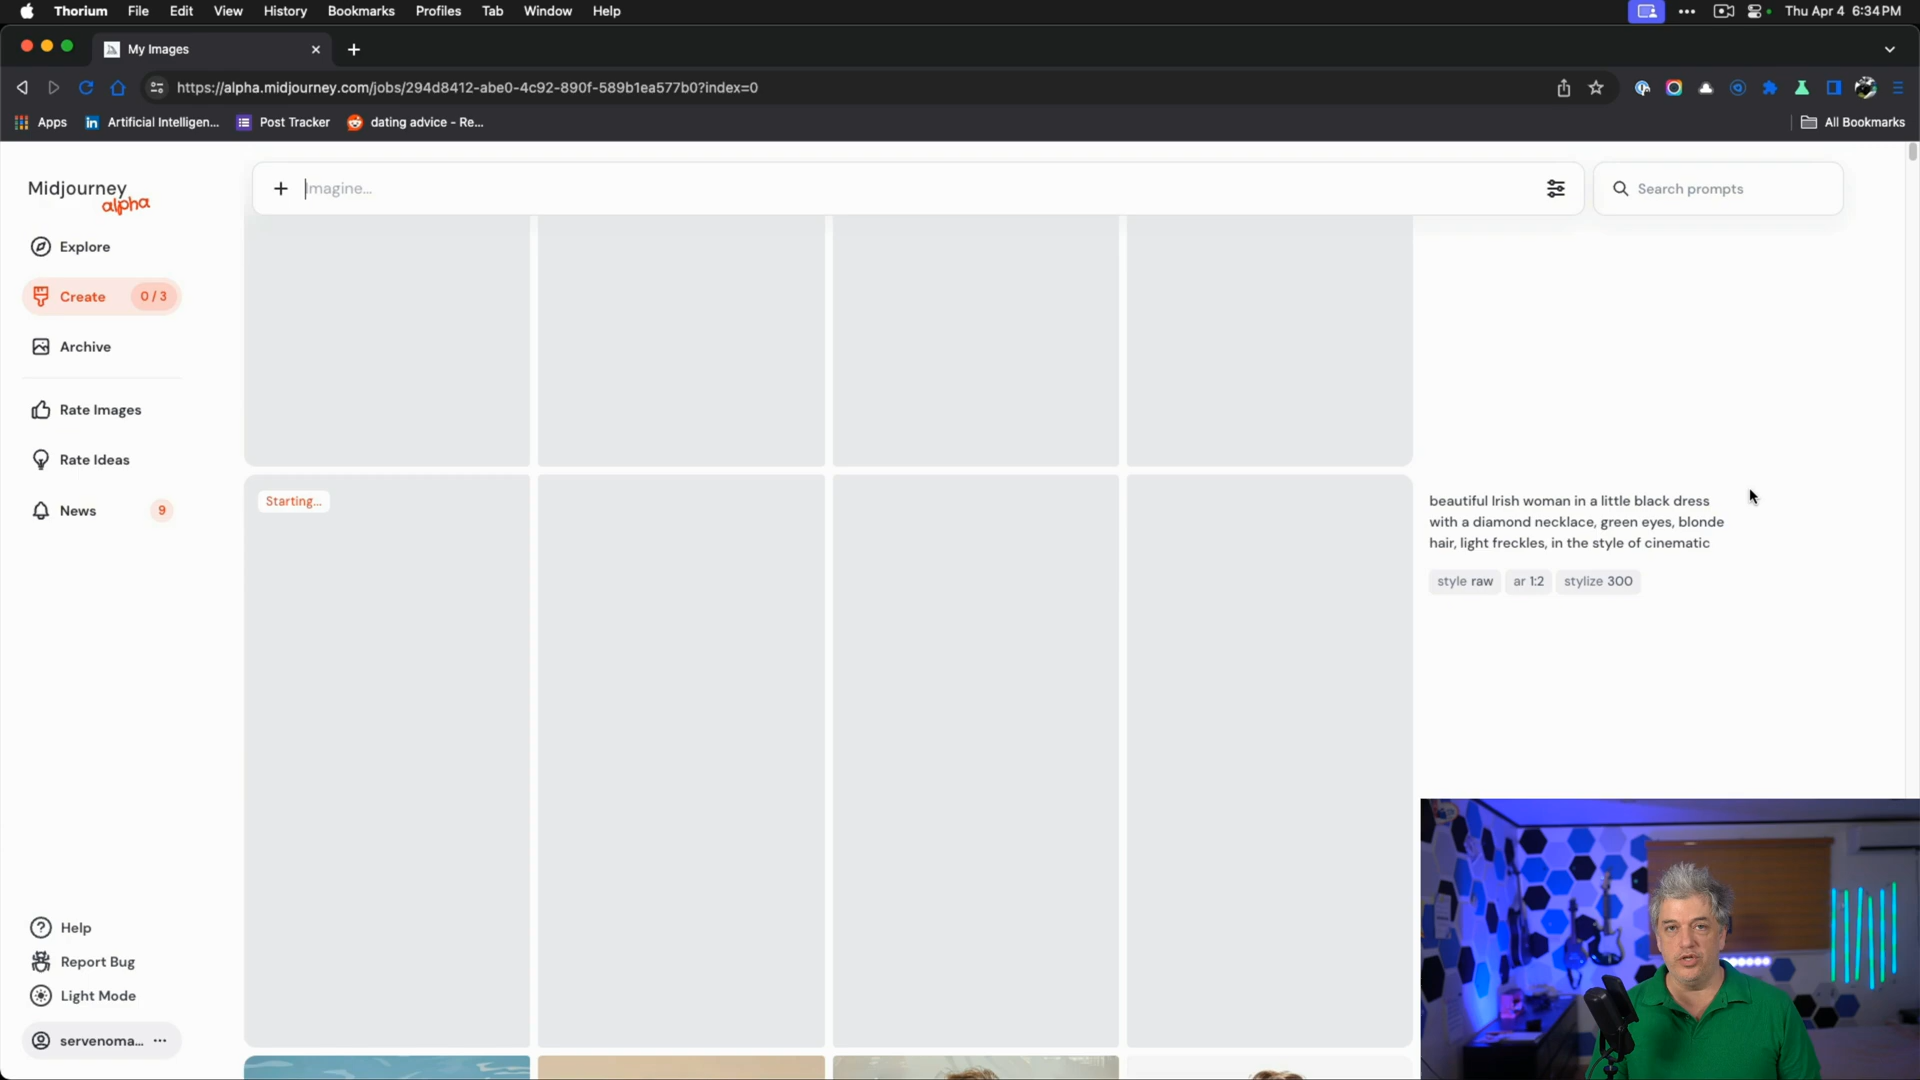 Thorium File Edit View History Bookmarks Profiles Tab Window Help
Thu Apr 4 6:34 PM
My Images
https://alpha.midjourney.com/jobs/294d8412-abe0-4c92-890f-589b1ea577b0?index=0
Apps
Artificial Intelligen...
Post Tracker
dating advice - Re...
All Bookmarks
Midjourney
alpha
Imagine...
Search prompts
Explore
Create 0 / 3
Archive
Rate Images
Rate Ideas
News 9
Starting...
beautiful Irish woman in a little black dress
with a diamond necklace, green eyes, blonde
hair, light freckles, in the style of cinematic
style raw ar 1:2 stylize 300
Help
Report Bug
Light Mode
servenoma...